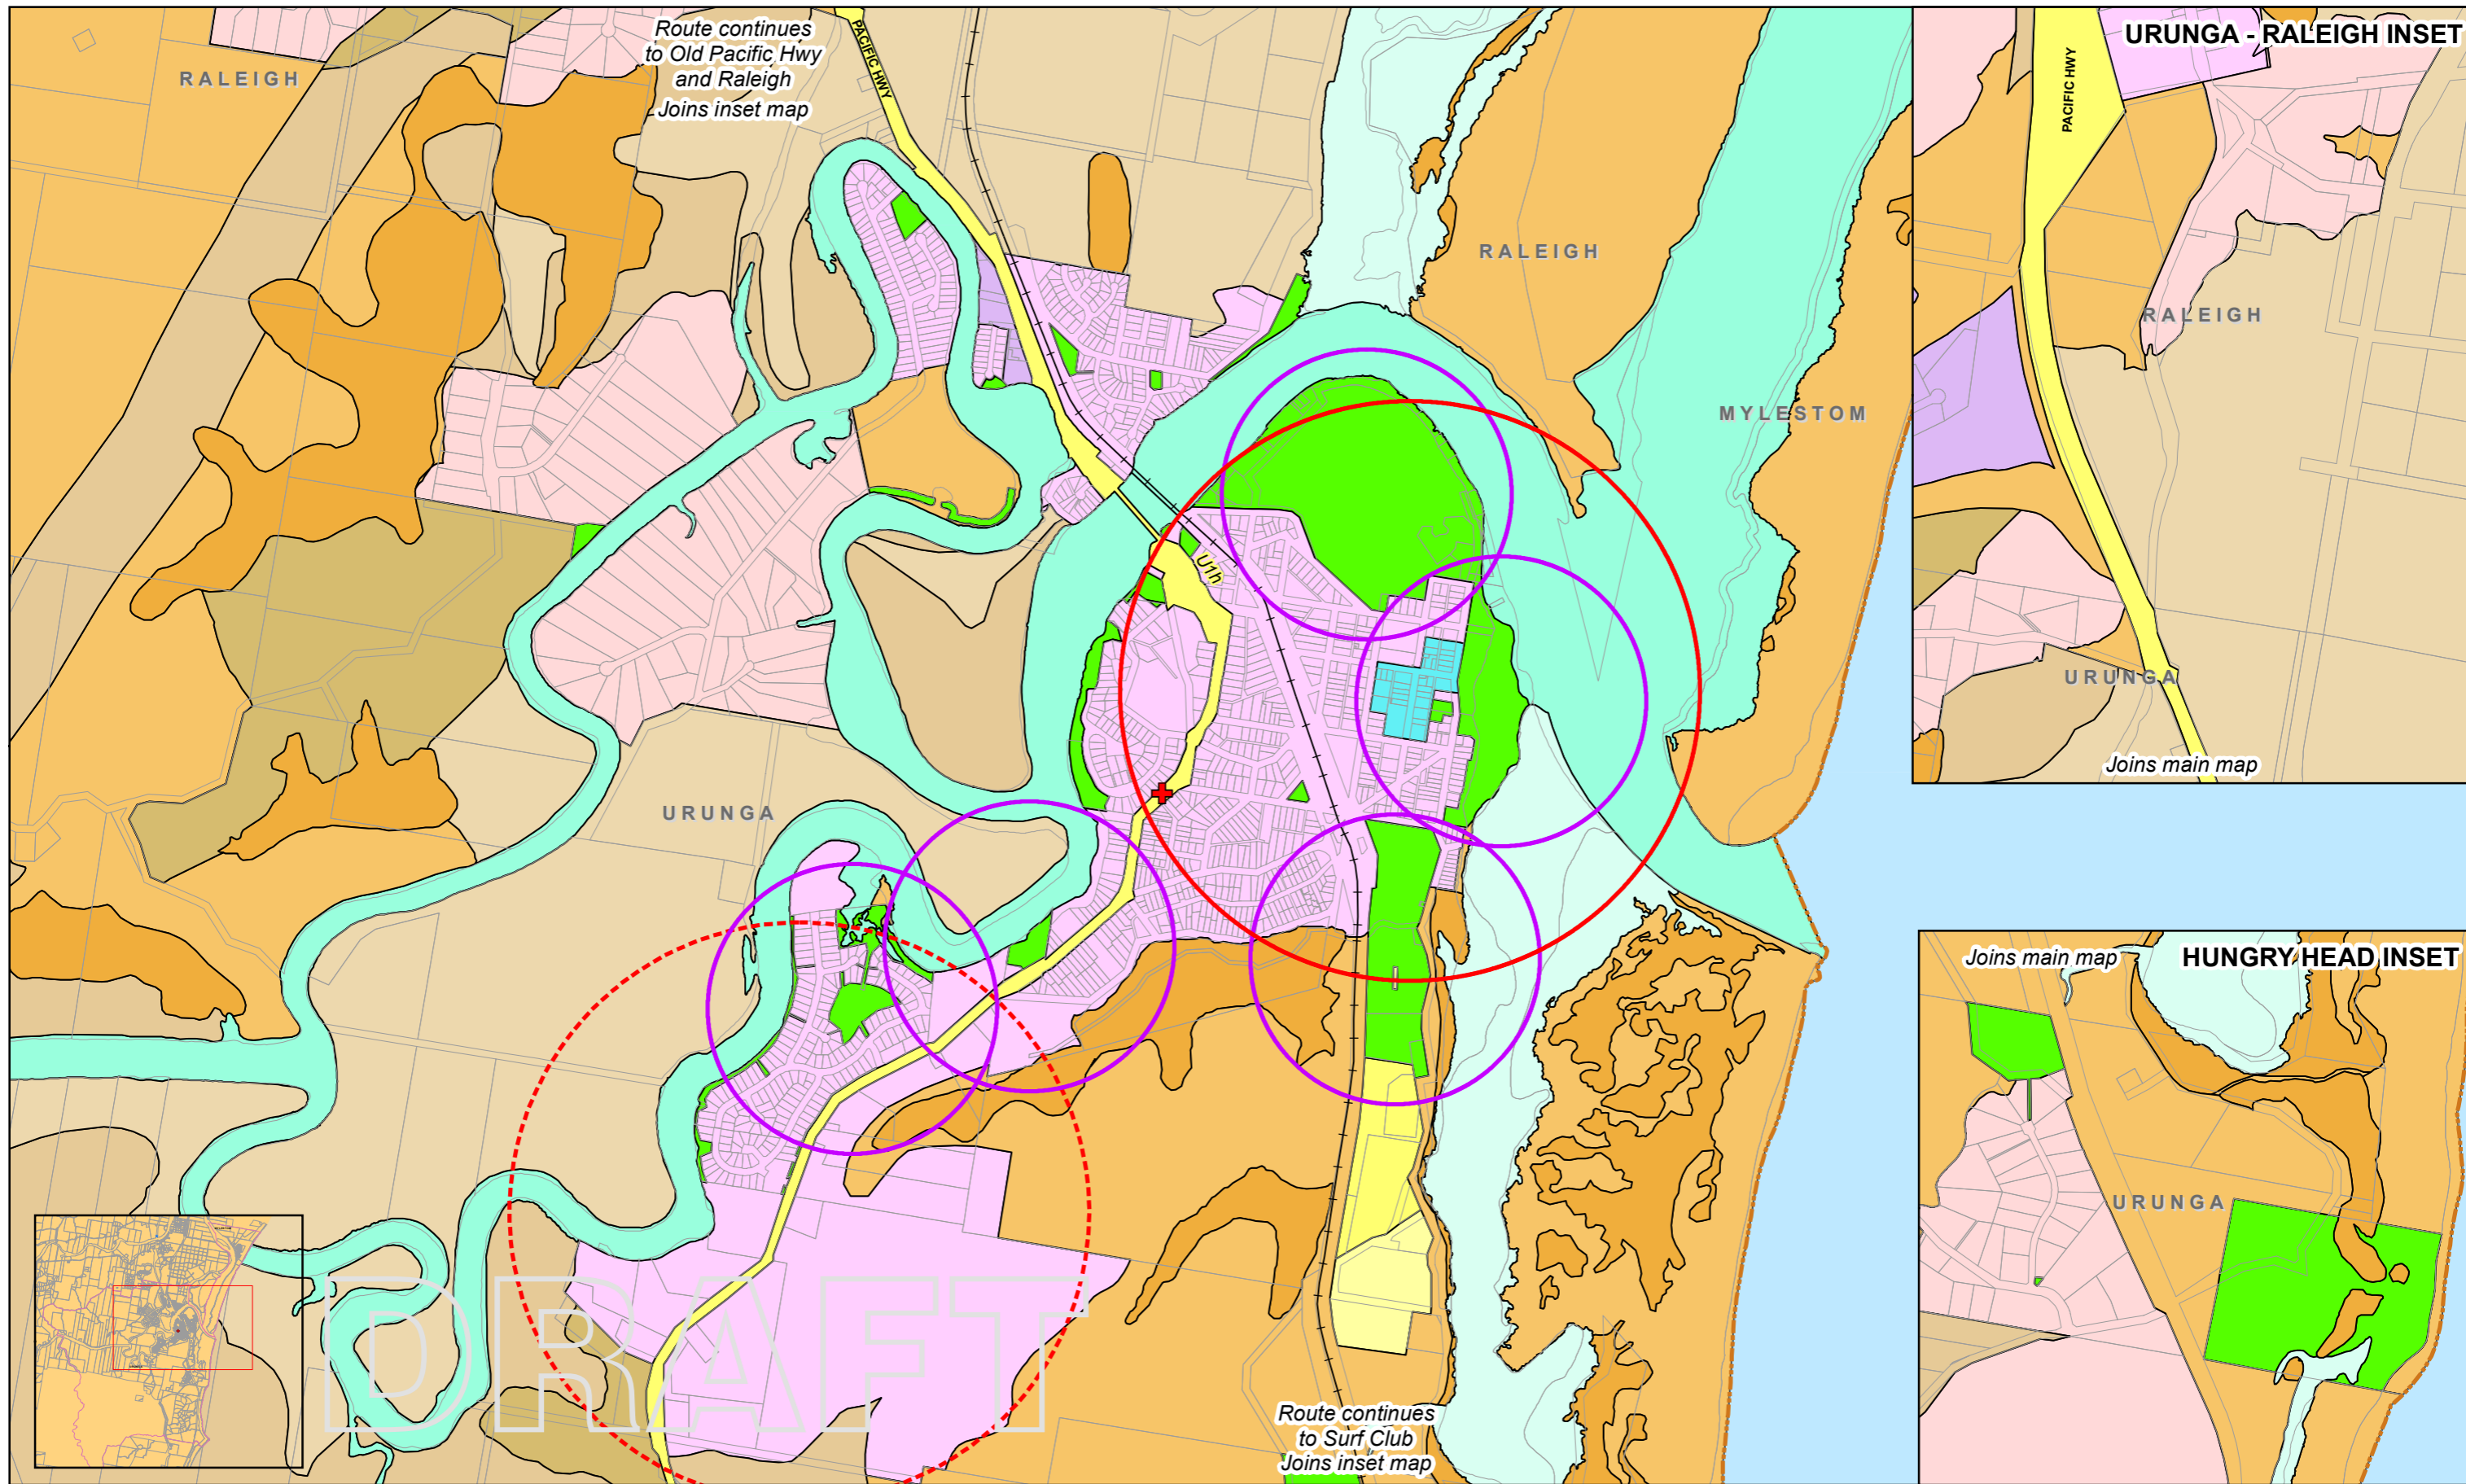 Route continues
to Old Pacific Hwy
and Raleigh
Joins inset map
PACIFIC HWY
RALEIGH
URUNGA - RALEIGH INSET
PACIFIC HWY
RALEIGH
MYLESTOM
RALEIGH
U1h
URUNGA
Joins main map
URUNGA
Joins main map
HUNGRY HEAD INSET
URUNGA
DRAFT
Route continues
to Surf Club
Joins inset map